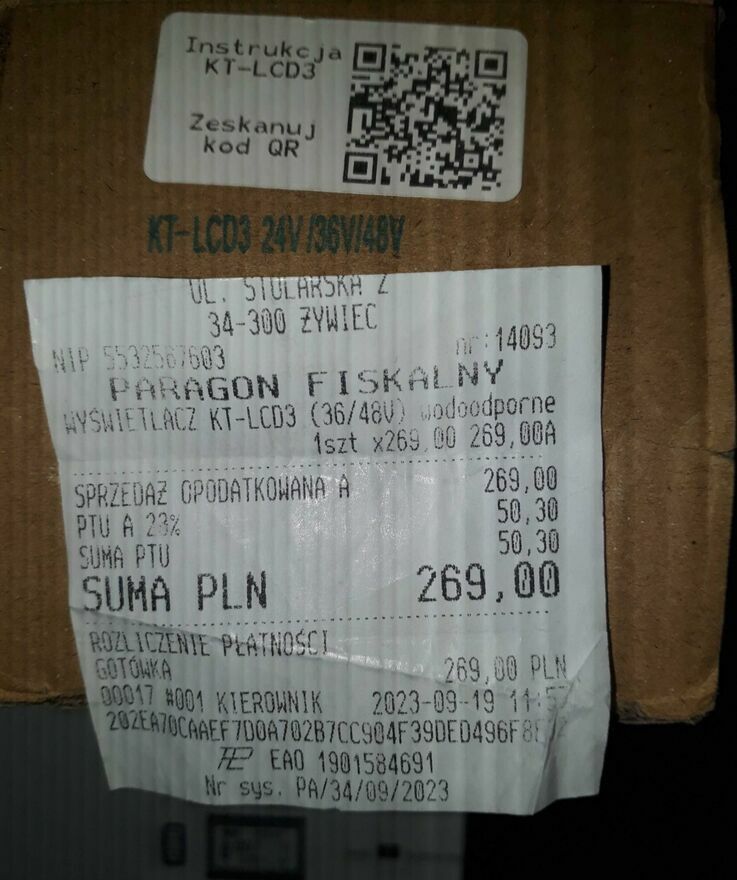 Instrukcja
KT-LCD3
Zeskanuj
kod QR
KT-LCD3 24V/36V/48V
UL. STOLARSKA 2
34-300 ŻYWIEC
NIP 5532567603 nr:14093
PARAGON FISKALNY
WYŚWIETLACZ KT-LCD3 (36/48V) wodoodporne
1szt x269,00 269,00A
SPRZEDAŻ OPODATKOWANA A 269,00
PTU A 23% 50,30
SUMA PTU 50,30
SUMA PLN 269,00
ROZLICZENIE PŁATNOŚCI
GOTÓWKA 269,00 PLN
00017 #001 KIEROWNIK 2023-09-19 11:57
EAO 1901584691
Nr sys. PA/34/09/2023